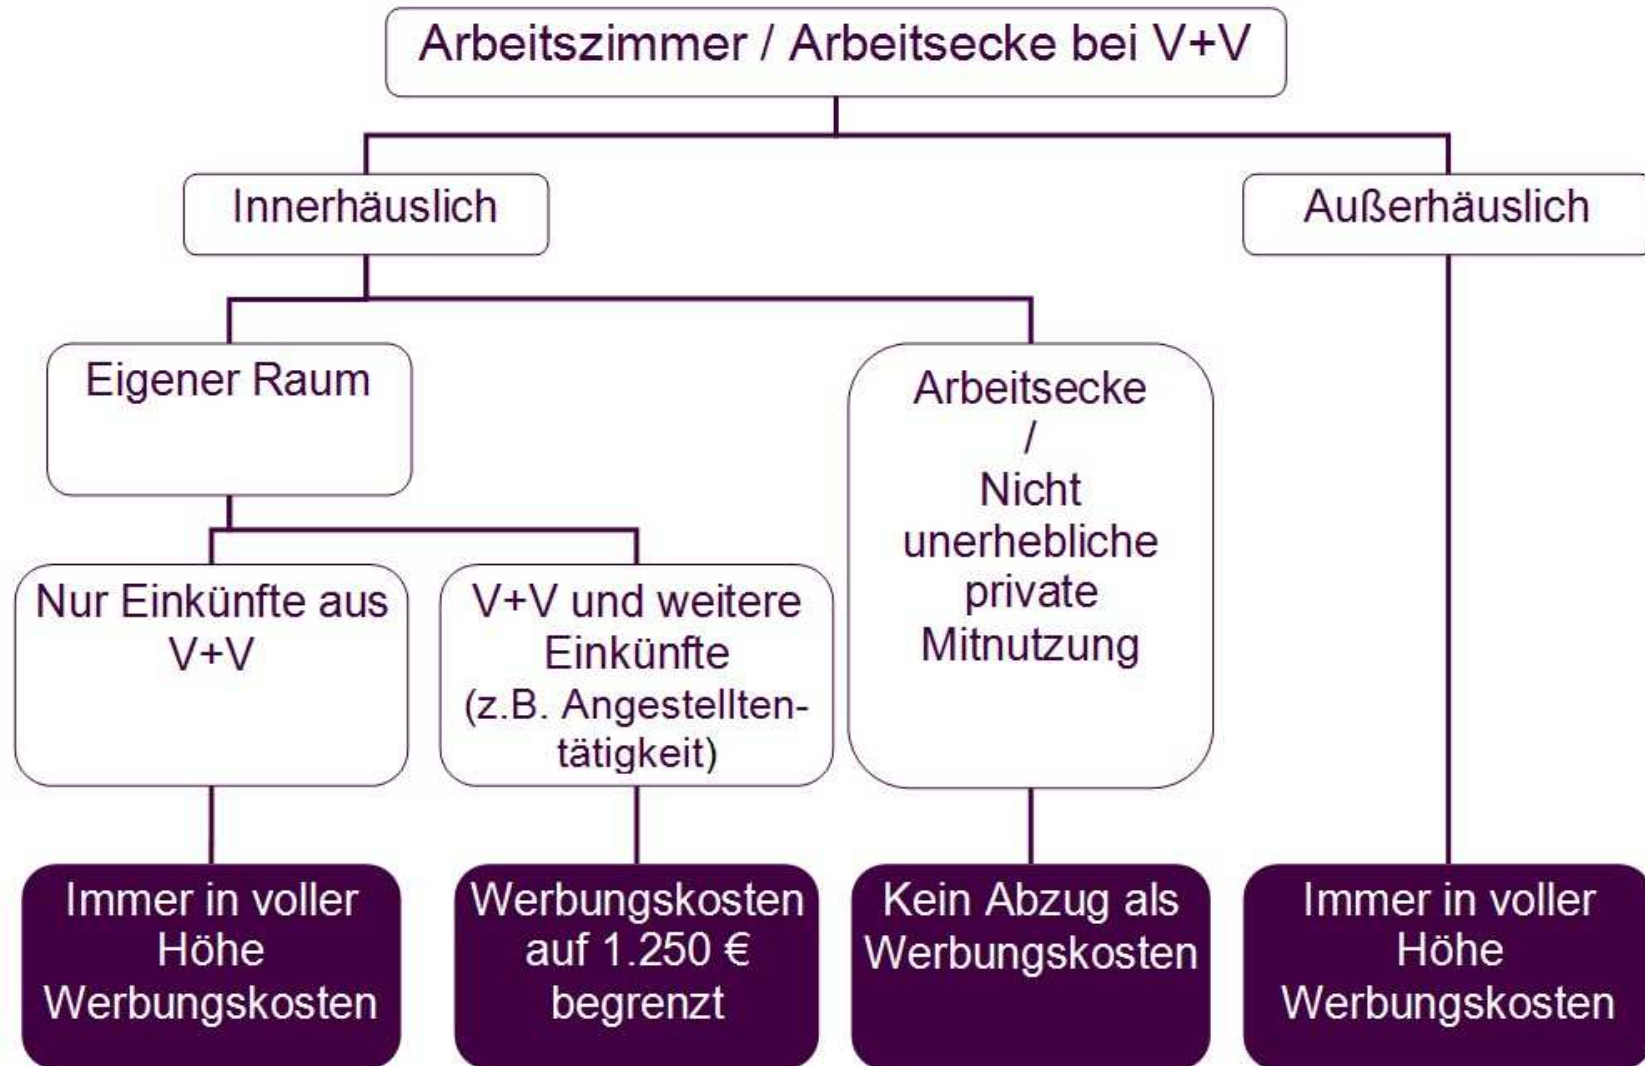 Arbeitszimmer / Arbeitsecke bei V+V
Innerhäuslich
Außerhäuslich
Eigener Raum
Arbeitsecke
/
Nicht
unerhebliche
private
Mitnutzung
Nur Einkünfte aus
V+V
V+V und weitere
Einkünfte
(z.B. Angestellten-
tätigkeit)
Immer in voller
Höhe
Werbungskosten
Werbungskosten
auf 1.250 €
begrenzt
Kein Abzug als
Werbungskosten
Immer in voller
Höhe
Werbungskosten